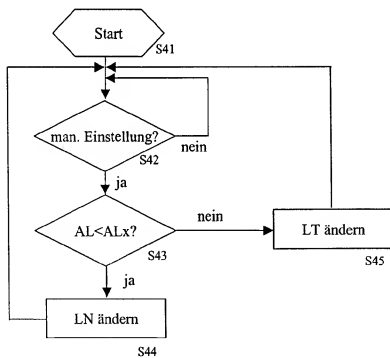 Start
S41
man. Einstellung?
nein
S42
ja
AL<ALx?
nein
S43
LT ändern
S45
ja
LN ändern
S44